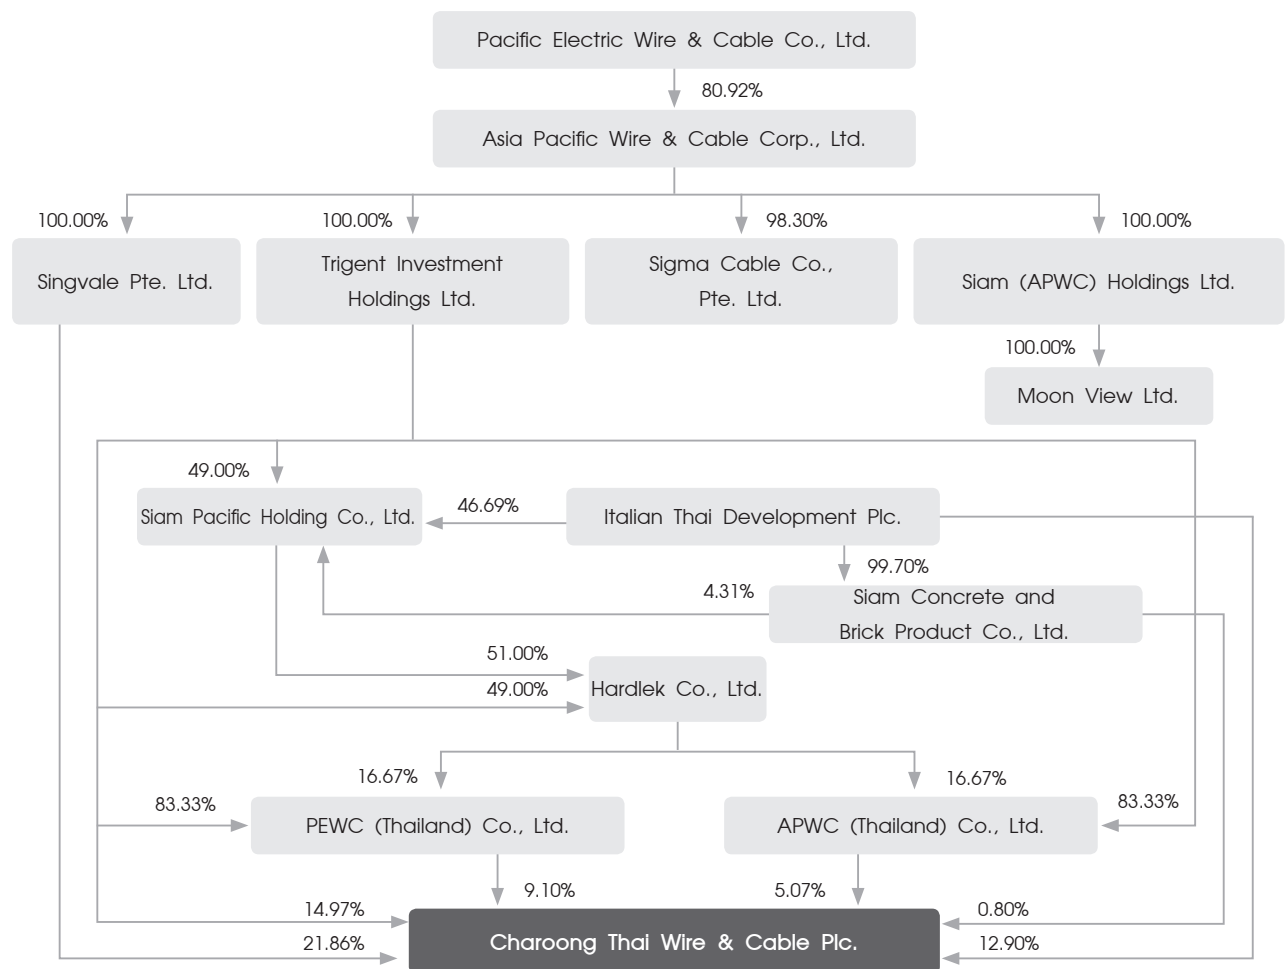 Pacific Electric Wire & Cable Co., Ltd.
80.92%
Asia Pacific Wire & Cable Corp., Ltd.
100.00%
100.00%
98.30%
100.00%
Singvale Pte. Ltd.
Trigent Investment
Holdings Ltd.
Sigma Cable Co.,
Pte. Ltd.
Siam (APWC) Holdings Ltd.
100.00%
Moon View Ltd.
49.00%
Siam Pacific Holding Co., Ltd.
46.69%
Italian Thai Development Plc.
99.70%
4.31%
Siam Concrete and
Brick Product Co., Ltd.
51.00%
49.00%
Hardlek Co., Ltd.
16.67%
16.67%
83.33%
83.33%
PEWC (Thailand) Co., Ltd.
APWC (Thailand) Co., Ltd.
9.10%
5.07%
14.97%
0.80%
21.86%
Charoong Thai Wire & Cable Plc.
12.90%